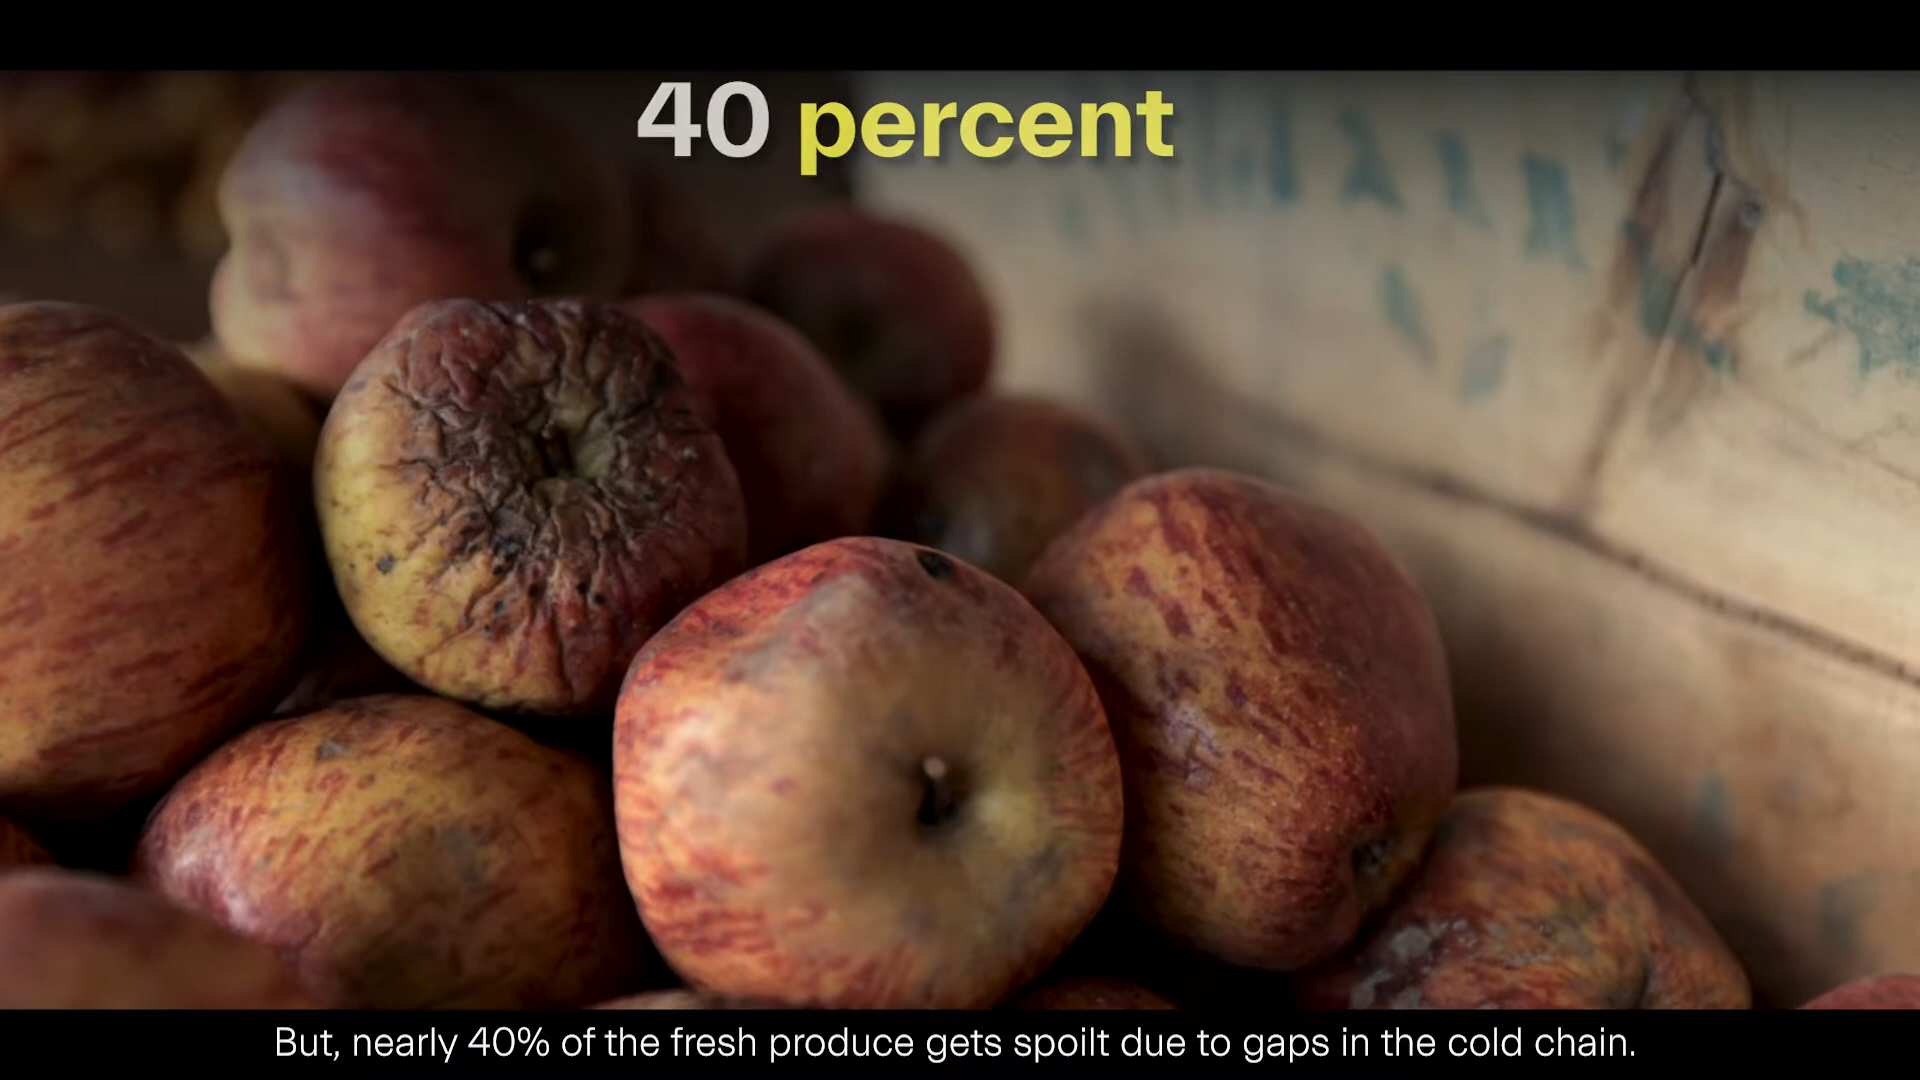 40 percent
But, nearly 40% of the fresh produce gets spoilt due to gaps in the cold chain.